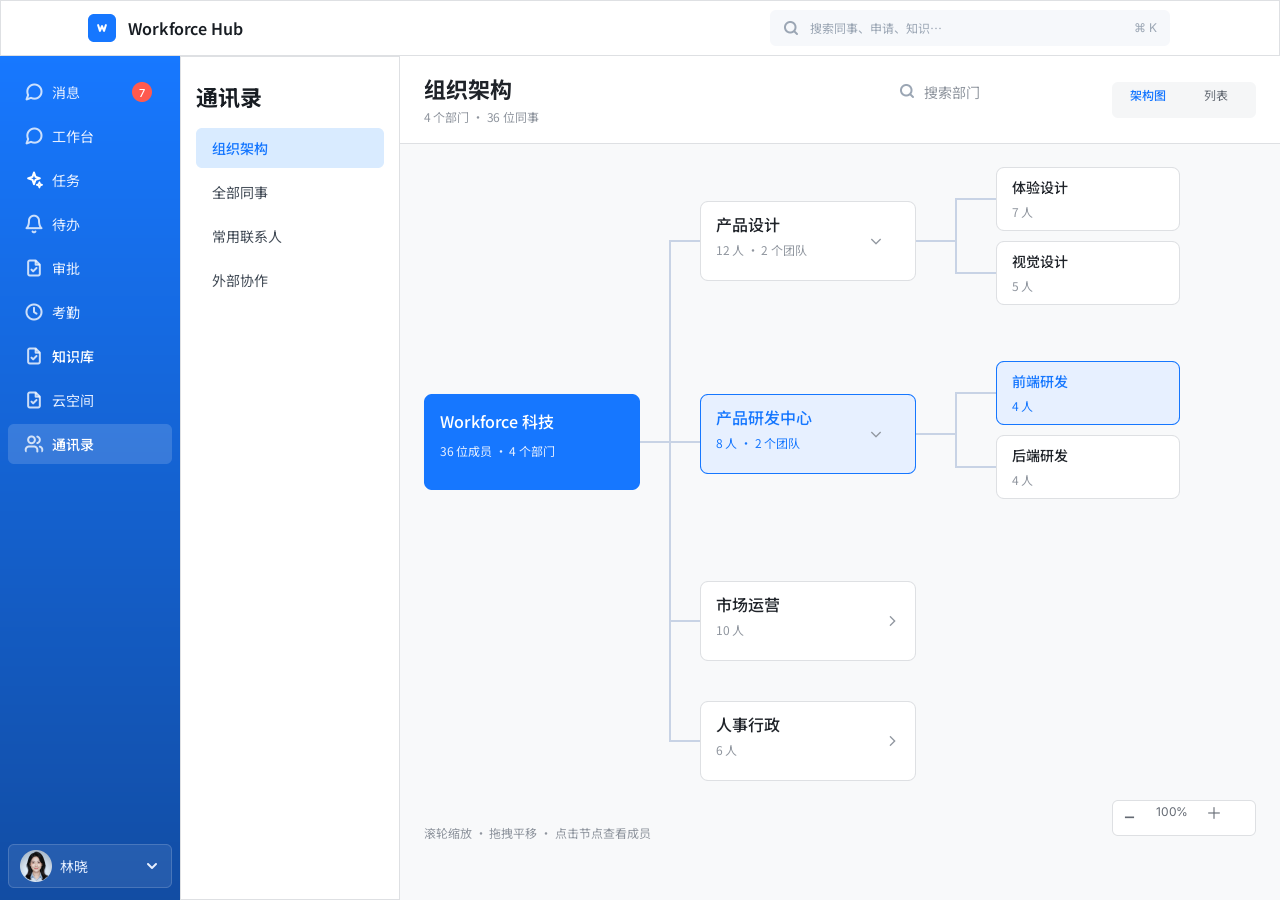 Workforce Hub
搜索同事、申请、知识…
⌘ K
消息
7
工作台
任务
待办
审批
考勤
知识库
云空间
通讯录
林晓
通讯录
组织架构
全部同事
常用联系人
外部协作
组织架构
4 个部门 · 36 位同事
搜索部门
架构图
列表
Workforce 科技
36 位成员 · 4 个部门
产品设计
12 人 · 2 个团队
体验设计
7 人
视觉设计
5 人
产品研发中心
8 人 · 2 个团队
前端研发
4 人
后端研发
4 人
市场运营
10 人
人事行政
6 人
滚轮缩放 · 拖拽平移 · 点击节点查看成员
− 100% +